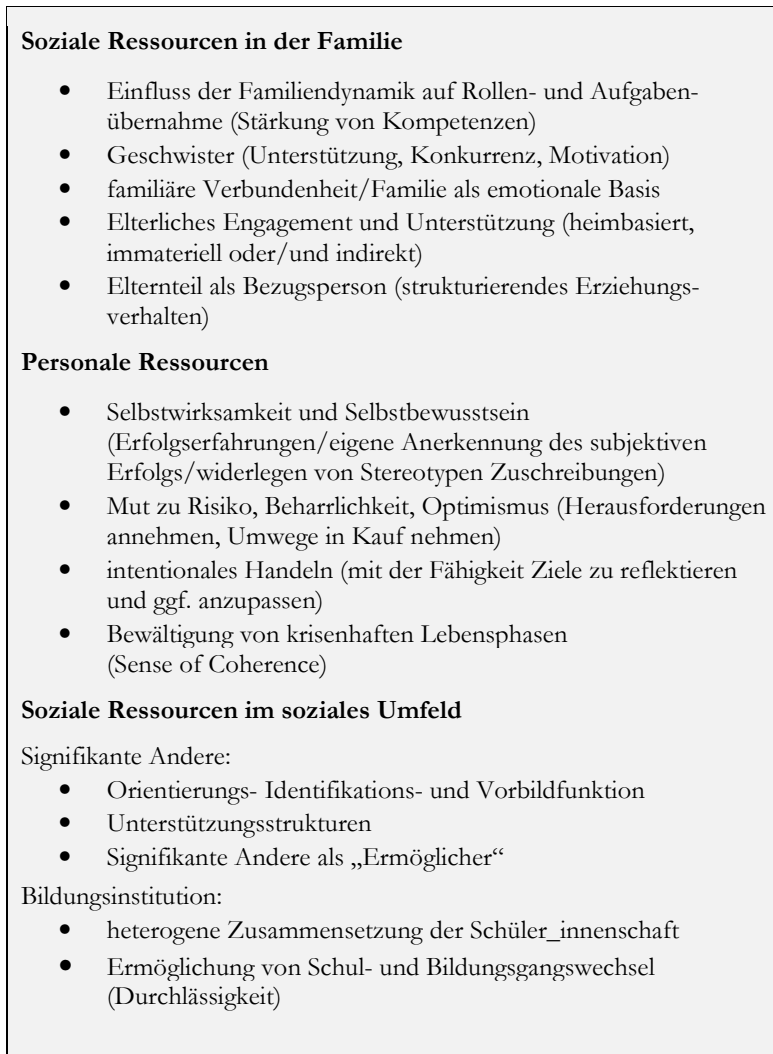 Soziale Ressourcen in der Familie
• Einfluss der Familiendynamik auf Rollen- und Aufgaben-
übernahme (Stärkung von Kompetenzen)
• Geschwister (Unterstützung, Konkurrenz, Motivation)
• familiäre Verbundenheit/Familie als emotionale Basis
• Elterliches Engagement und Unterstützung (heimbasiert,
immateriell oder/und indirekt)
• Elternteil als Bezugsperson (strukturierendes Erziehungs-
verhalten)
Personale Ressourcen
• Selbstwirksamkeit und Selbstbewusstsein
(Erfolgserfahrungen/eigene Anerkennung des subjektiven
Erfolgs/widerlegen von Stereotypen Zuschreibungen)
• Mut zu Risiko, Beharrlichkeit, Optimismus (Herausforderungen
annehmen, Umwege in Kauf nehmen)
• intentionales Handeln (mit der Fähigkeit Ziele zu reflektieren
und ggf. anzupassen)
• Bewältigung von krisenhaften Lebensphasen
(Sense of Coherence)
Soziale Ressourcen im soziales Umfeld
Signifikante Andere:
• Orientierungs- Identifikations- und Vorbildfunktion
• Unterstützungsstrukturen
• Signifikante Andere als „Ermöglicher“
Bildungsinstitution:
• heterogene Zusammensetzung der Schüler_innenschaft
• Ermöglichung von Schul- und Bildungsgangswechsel
(Durchlässigkeit)